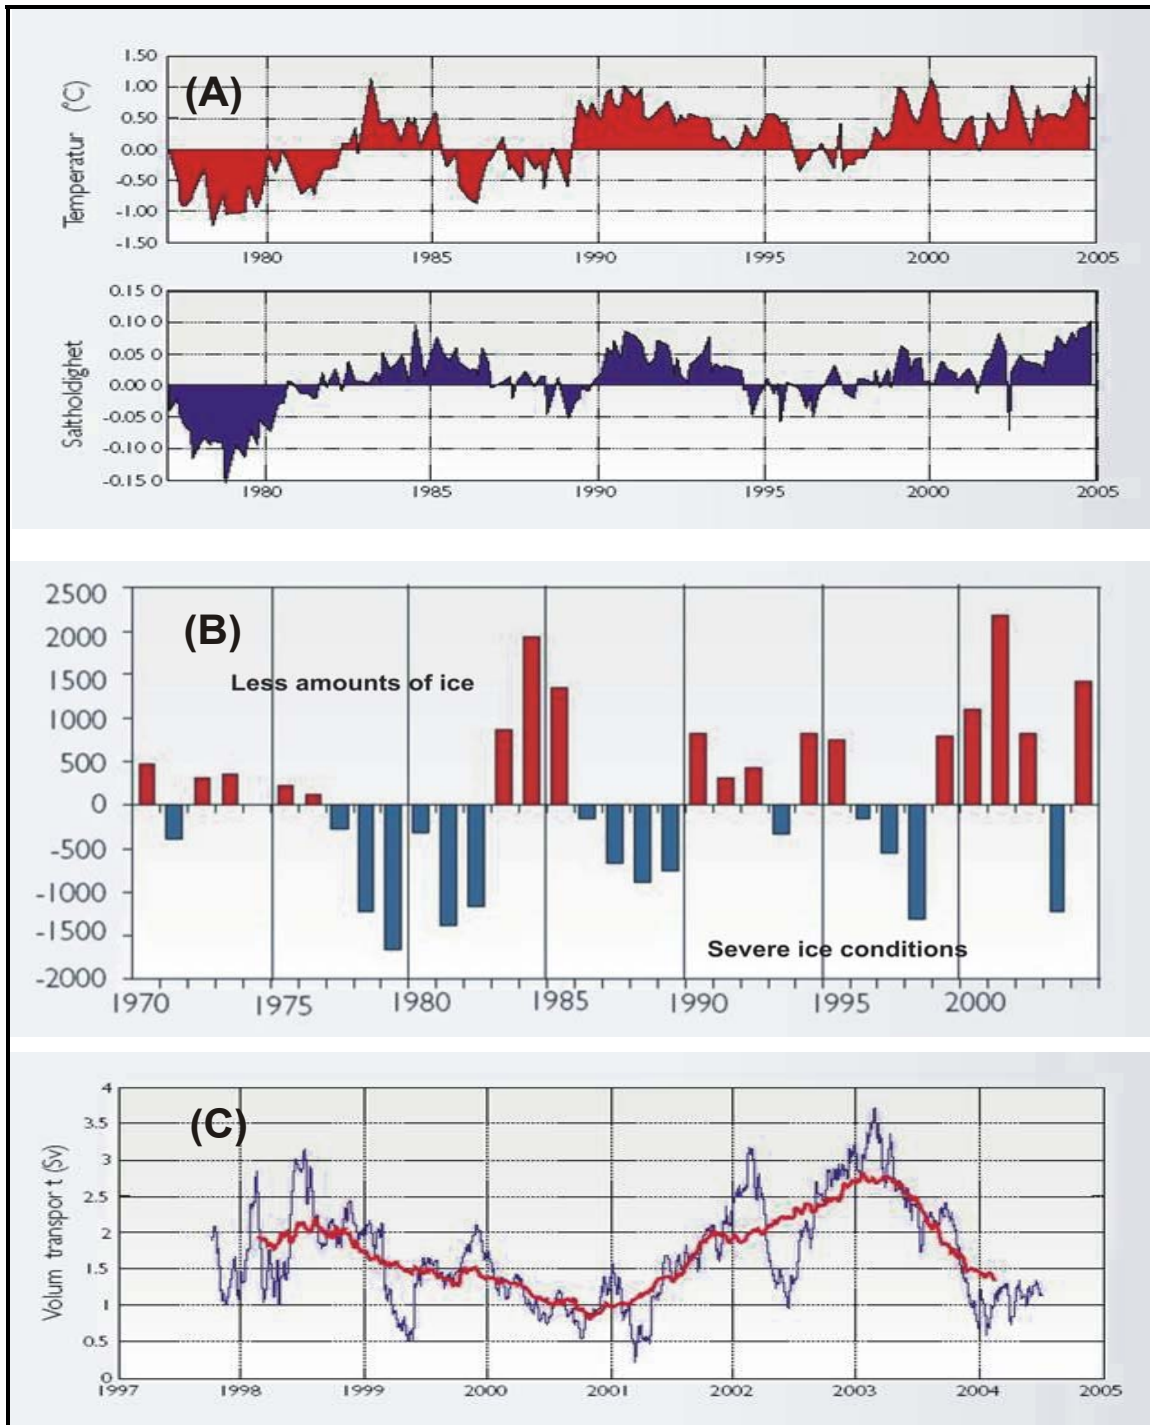 (A)
Temperatur (°C)
1.50
1.00
0.50
0.00
-0.50
-1.00
-1.50
1980 1985 1990 1995 2000 2005
Saltholdighet
0.15 0
0.10 0
0.05 0
0.00 0
-0.05 0
-0.10 0
-0.15 0
1980 1985 1990 1995 2000 2005
(B)
2500
2000
1500
1000
500
0
-500
-1000
-1500
-2000
Less amounts of ice
Severe ice conditions
1970 1975 1980 1985 1990 1995 2000
(C)
Volum transpor t (Sv)
4
3.5
3
2.5
2
1.5
1
0.5
0
1997 1998 1999 2000 2001 2002 2003 2004 2005